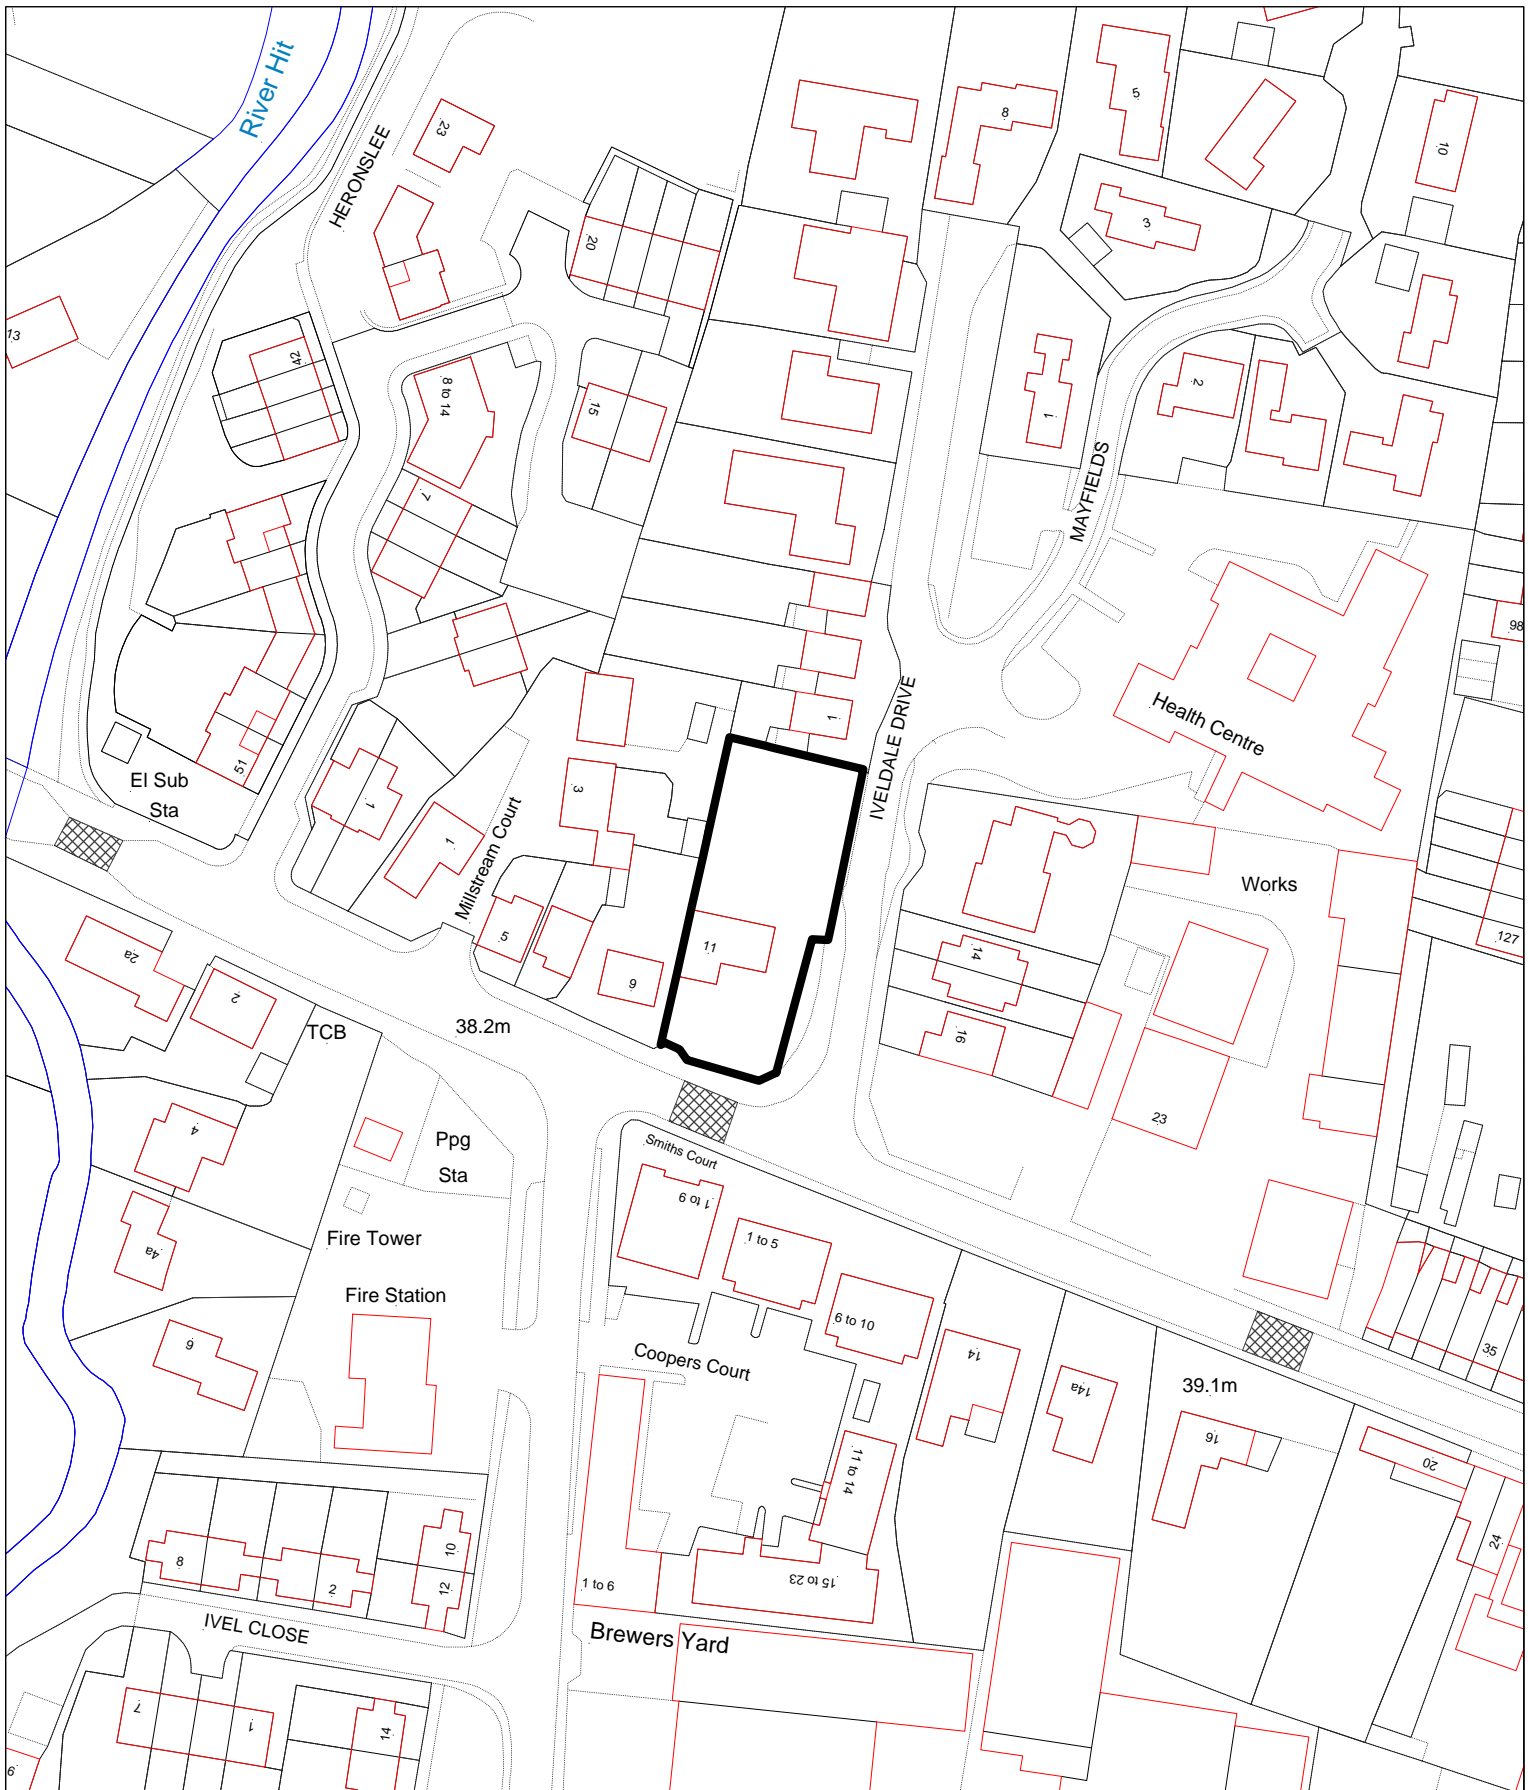 River Hit
HERONSLEE
23
8
5
10
3
20
13
42
8 to 14
15
1
2
7
MAYFIELDS
98
Health Centre
1
IVELDALE DRIVE
51
El Sub
Sta
1
1
3
Millstream Court
Works
127
5
9
11
14
16
2a
2
TCB
38.2m
23
4
Ppg
Sta
Smiths Court
1 to 9
1 to 5
4a
Fire Tower
Fire Station
6 to 10
6
Coopers Court
14
14a
39.1m
35
16
20
11 to 14
24
8
2
10
12
1 to 6
15 to 23
IVEL CLOSE
Brewers Yard
7
1
14
9